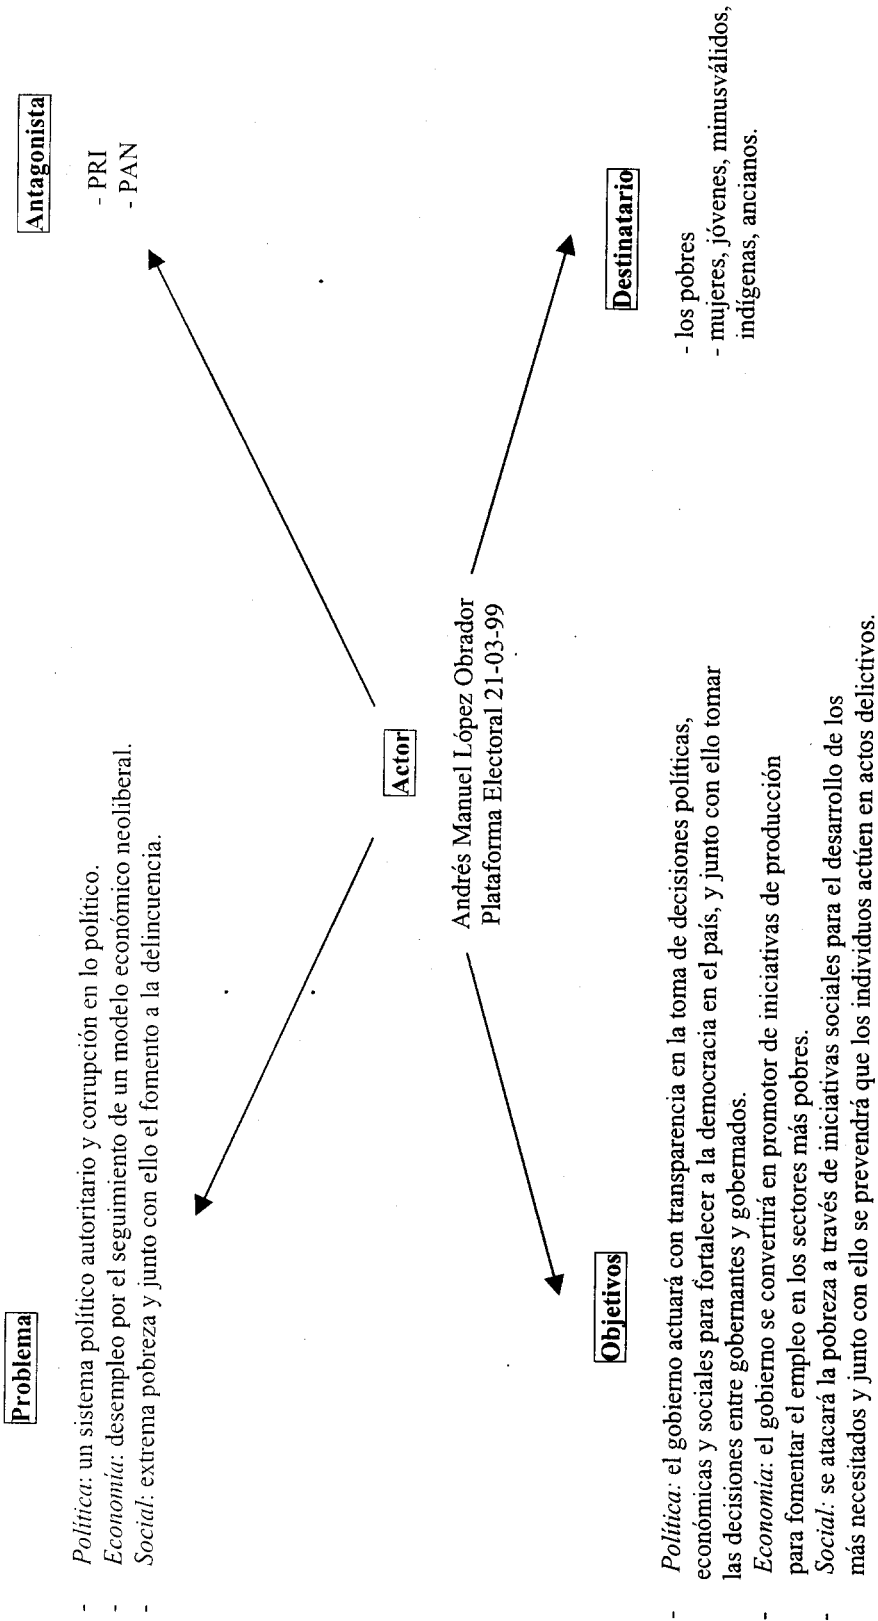 Problema
- Política: un sistema político autoritario y corrupción en lo político.
- Economía: desempleo por el seguimiento de un modelo económico neoliberal.
- Social: extrema pobreza y junto con ello el fomento a la delincuencia.
Antagonista
- PRI
- PAN
Actor
Andrés Manuel López Obrador
Plataforma Electoral 21-03-99
Objetivos
- Política: el gobierno actuará con transparencia en la toma de decisiones políticas,
económicas y sociales para fortalecer a la democracia en el país, y junto con ello tomar
las decisiones entre gobernantes y gobernados.
- Economía: el gobierno se convertirá en promotor de iniciativas de producción
para fomentar el empleo en los sectores más pobres.
- Social: se atacará la pobreza a través de iniciativas sociales para el desarrollo de los
más necesitados y junto con ello se prevendrá que los individuos actúen en actos delictivos.
Destinatario
- los pobres
- mujeres, jóvenes, minusválidos,
indígenas, ancianos.